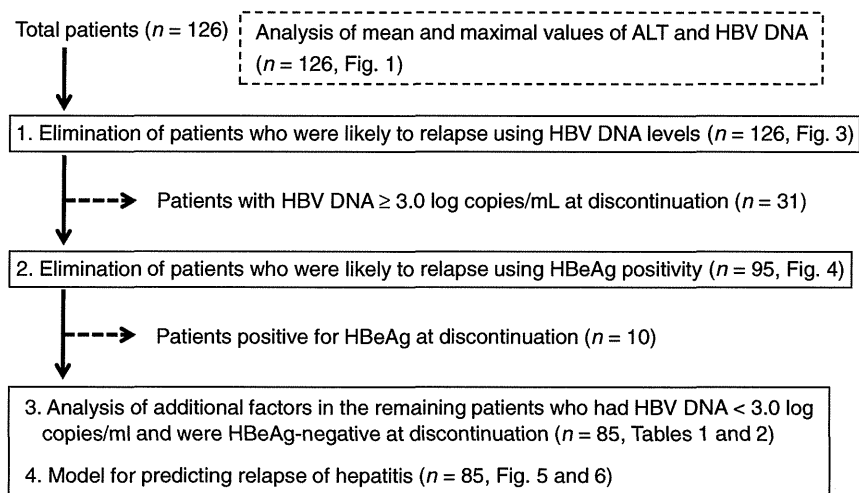 Total patients (n = 126)
Analysis of mean and maximal values of ALT and HBV DNA
(n = 126, Fig. 1)
1. Elimination of patients who were likely to relapse using HBV DNA levels (n = 126, Fig. 3)
Patients with HBV DNA ≥ 3.0 log copies/mL at discontinuation (n = 31)
2. Elimination of patients who were likely to relapse using HBeAg positivity (n = 95, Fig. 4)
Patients positive for HBeAg at discontinuation (n = 10)
3. Analysis of additional factors in the remaining patients who had HBV DNA < 3.0 log
copies/ml and were HBeAg-negative at discontinuation (n = 85, Tables 1 and 2)
4. Model for predicting relapse of hepatitis (n = 85, Fig. 5 and 6)